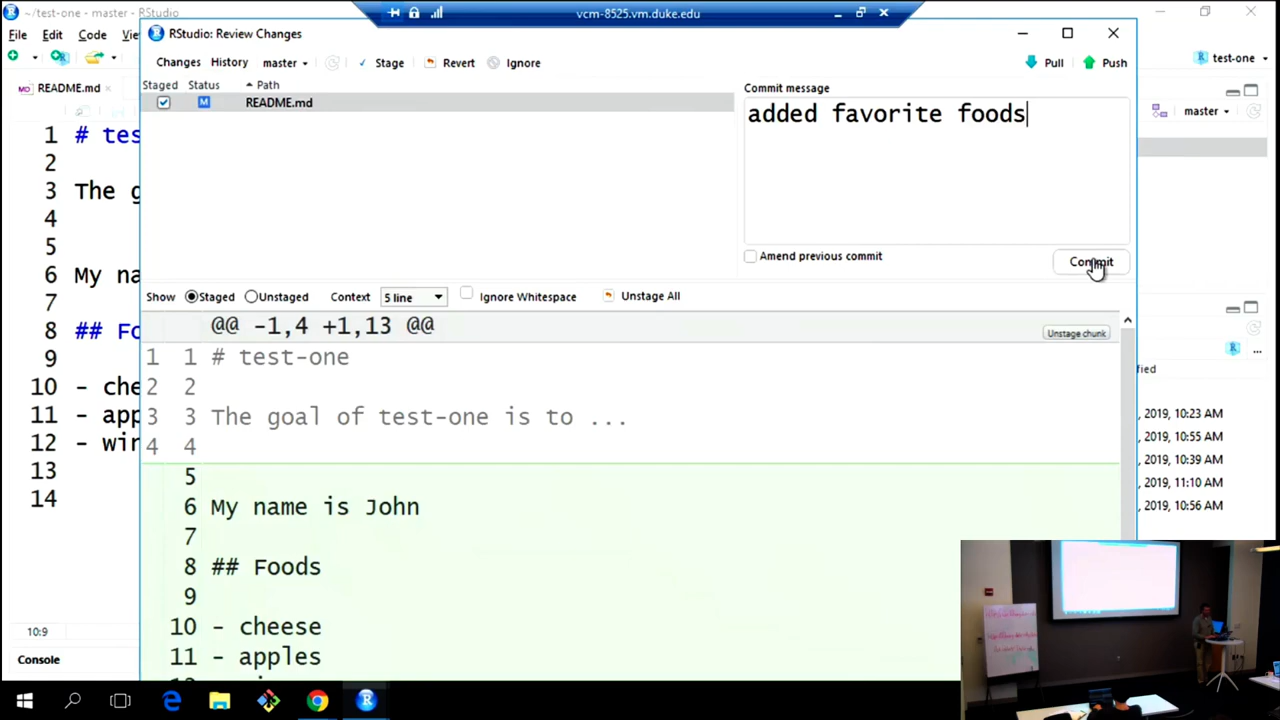 ~/test-one - master - RStudio
vcm-8525.vm.duke.edu
File Edit Code Vie
RStudio: Review Changes
Changes History master Stage Revert Ignore Pull Push
test-one
README.md
Staged Status Path
M README.md
Commit message
added favorite foods
master
Amend previous commit
Commit
Show Staged Unstaged Context 5 line Ignore Whitespace Unstage All
@@ -1,4 +1,13 @@
Unstage chunk
1 1 # test-one
2 2
3 3 The goal of test-one is to ...
4 4
5
6 My name is John
7
8 ## Foods
9
10 - cheese
11 - apples
1 # tes
2
3 The g
4
5
6 My na
7
8 ## Fo
9
10 - che
11 - app
12 - win
13
14
ified
, 2019, 10:23 AM
, 2019, 10:55 AM
, 2019, 10:39 AM
, 2019, 11:10 AM
, 2019, 10:56 AM
10:9
Console